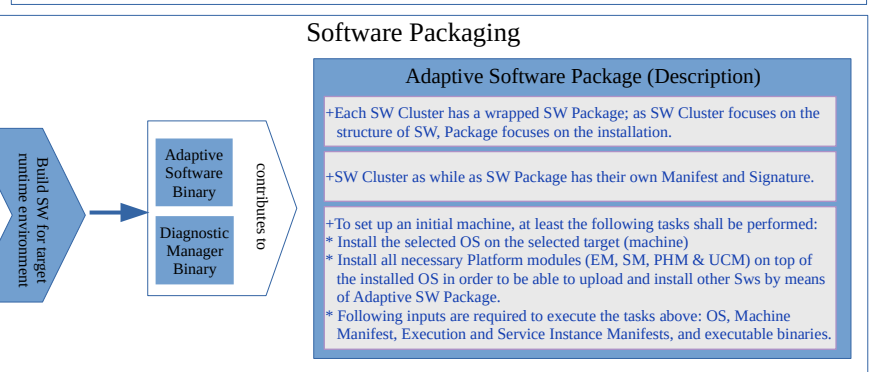 Software Packaging
Build SW for target
runtime environment
Adaptive
Software
Binary
Diagnostic
Manager
Binary
contributes to
Adaptive Software Package (Description)
+Each SW Cluster has a wrapped SW Package; as SW Cluster focuses on the
structure of SW, Package focuses on the installation.
+SW Cluster as while as SW Package has their own Manifest and Signature.
+To set up an initial machine, at least the following tasks shall be performed:
* Install the selected OS on the selected target (machine)
* Install all necessary Platform modules (EM, SM, PHM & UCM) on top of
the installed OS in order to be able to upload and install other Sws by means
of Adaptive SW Package.
* Following inputs are required to execute the tasks above: OS, Machine
Manifest, Execution and Service Instance Manifests, and executable binaries.